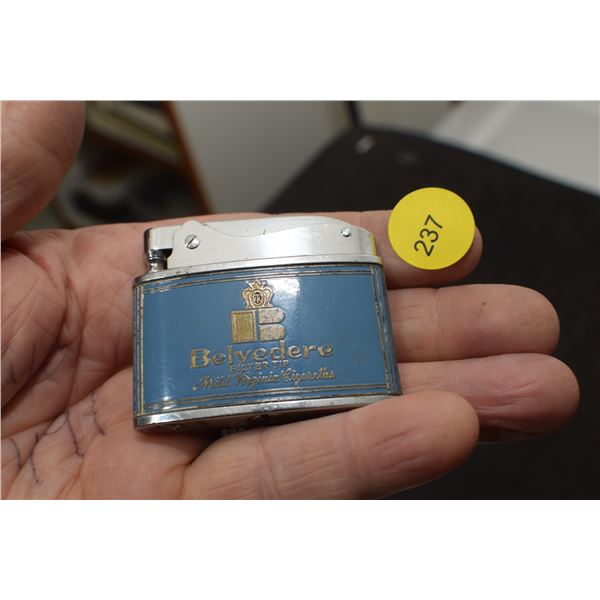 237
B
Belvedere
FILTER TIP
Mild Virginia Cigarettes